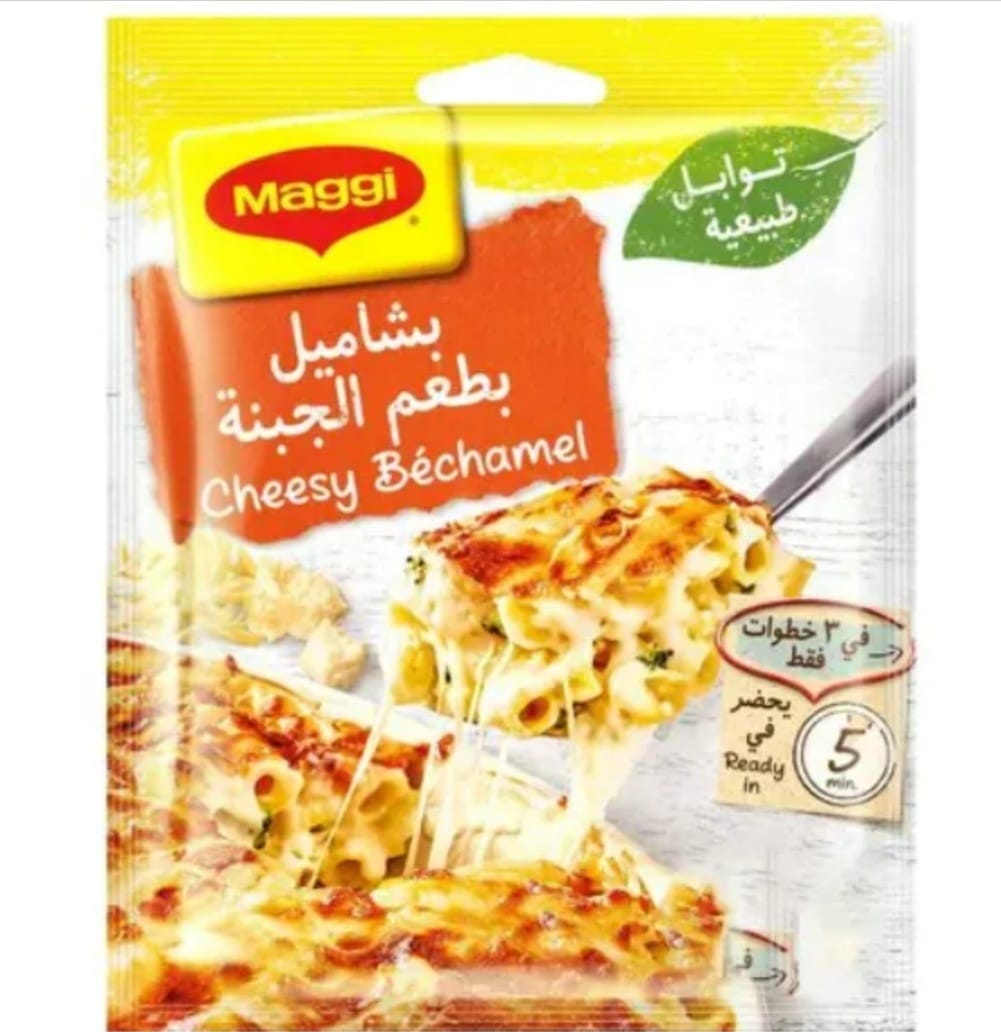 Maggi
توابل
طبيعية
بشاميل
بطعم الجبنة
Cheesy Béchamel
في ٣ خطوات
فقط
يحضر
في
Ready
in
5
min.